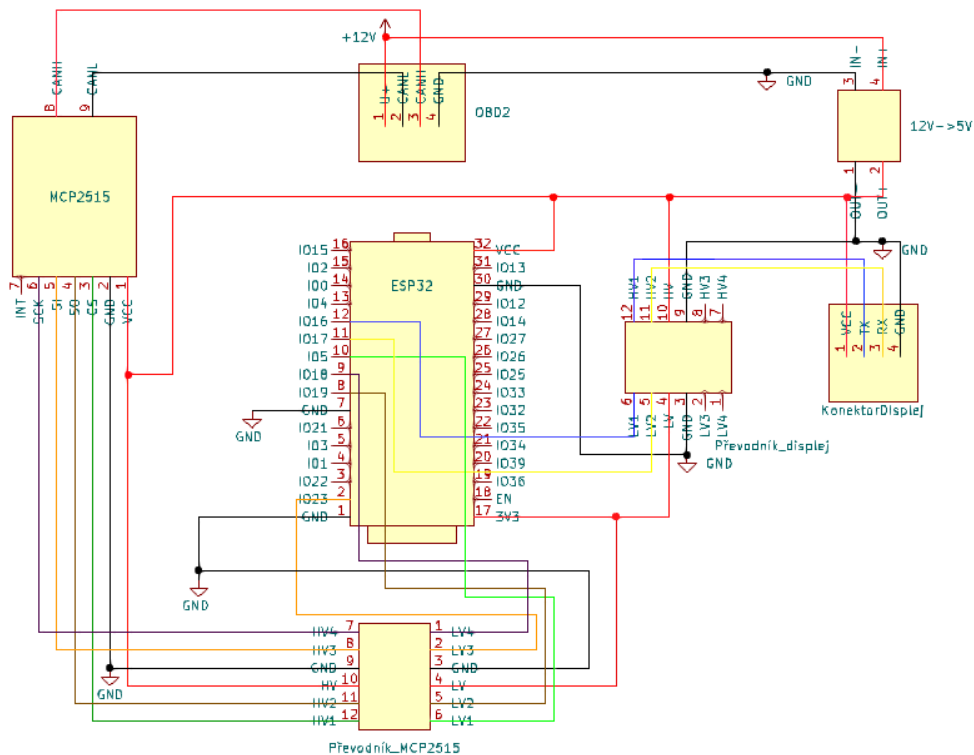 +12V
OBD2
U+
CANL
CANH
GND
1
2
3
4
GND
IN-
IN+
3
4
12V->5V
1
2
OUT-
OUT+
GND
CANH
CANL
8
9
MCP2515
7
6
5
4
3
2
1
INT
SCK
SI
SO
CS
GND
VCC
ESP32
IO15 16
IO2 15
IO0 14
IO4 13
IO16 12
IO17 11
IO5 10
IO18 9
IO19 8
GND 7
IO21 6
IO3 5
IO1 4
IO22 3
IO23 2
GND 1
32 VCC
31 IO13
30 GND
29 IO12
28 IO14
27 IO27
26 IO26
25 IO25
24 IO33
23 IO32
22 IO35
21 IO34
20 IO39
19 IO36
18 EN
17 3V3
GND
GND
HV1
HV2
HV
GND
HV3
HV4
12
11
10
9
8
7
6
5
4
3
2
1
LV1
LV2
LV
GND
LV3
LV4
Převodník_displej
GND
VCC
TX
RX
GND
1
2
3
4
KonektorDisplej
HV4 7
HV3 8
GND 9
HV 10
HV2 11
HV1 12
1 LV4
2 LV3
3 GND
4 LV
5 LV2
6 LV1
GND
Převodník_MCP2515